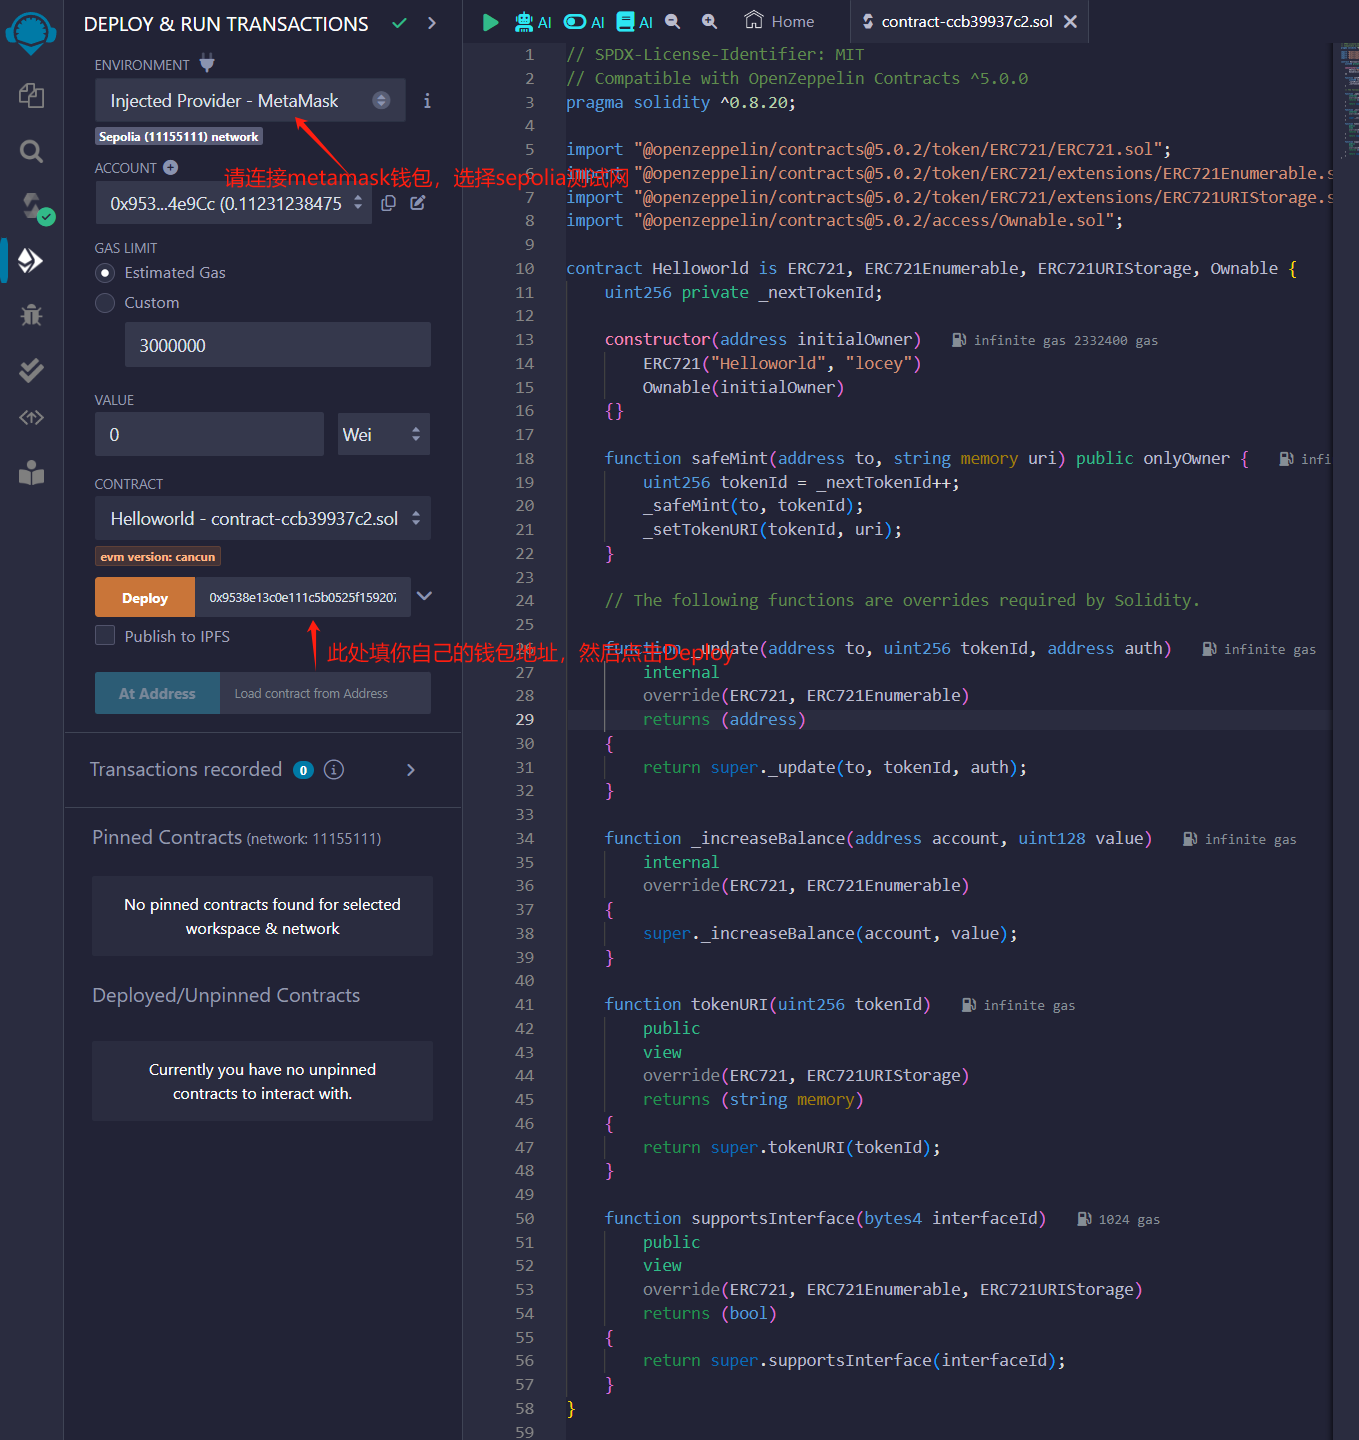 DEPLOY & RUN TRANSACTIONS
ENVIRONMENT
Injected Provider - MetaMask
Sepolia (11155111) network
请连接metamask钱包，选择sepolia测试网
ACCOUNT
0x953...4e9Cc (0.11231238475
GAS LIMIT
Estimated Gas
Custom
3000000
VALUE
0
Wei
CONTRACT
Helloworld - contract-ccb39937c2.sol
evm version: cancun
Deploy
0x9538e13c0e111c5b0525f159207
此处填你自己的钱包地址，然后点击Deploy
Publish to IPFS
At Address
Load contract from Address
Transactions recorded 0
Pinned Contracts (network: 11155111)
No pinned contracts found for selected
workspace & network
Deployed/Unpinned Contracts
Currently you have no unpinned
contracts to interact with.
AI AI AI Home contract-ccb39937c2.sol
1 // SPDX-License-Identifier: MIT
2 // Compatible with OpenZeppelin Contracts ^5.0.0
3 pragma solidity ^0.8.20;
4
5 import "@openzeppelin/contracts@5.0.2/token/ERC721/ERC721.sol";
6 import "@openzeppelin/contracts@5.0.2/token/ERC721/extensions/ERC721Enumerable.s
7 import "@openzeppelin/contracts@5.0.2/token/ERC721/extensions/ERC721URIStorage.s
8 import "@openzeppelin/contracts@5.0.2/access/Ownable.sol";
9
10 contract Helloworld is ERC721, ERC721Enumerable, ERC721URIStorage, Ownable {
11 uint256 private _nextTokenId;
12
13 constructor(address initialOwner) infinite gas 2332400 gas
14 ERC721("Helloworld", "locey")
15 Ownable(initialOwner)
16 {}
17
18 function safeMint(address to, string memory uri) public onlyOwner { infi
19 uint256 tokenId = _nextTokenId++;
20 _safeMint(to, tokenId);
21 _setTokenURI(tokenId, uri);
22 }
23
24 // The following functions are overrides required by Solidity.
25
26 function _update(address to, uint256 tokenId, address auth) infinite gas
27 internal
28 override(ERC721, ERC721Enumerable)
29 returns (address)
30 {
31 return super._update(to, tokenId, auth);
32 }
33
34 function _increaseBalance(address account, uint128 value) infinite gas
35 internal
36 override(ERC721, ERC721Enumerable)
37 {
38 super._increaseBalance(account, value);
39 }
40
41 function tokenURI(uint256 tokenId) infinite gas
42 public
43 view
44 override(ERC721, ERC721URIStorage)
45 returns (string memory)
46 {
47 return super.tokenURI(tokenId);
48 }
49
50 function supportsInterface(bytes4 interfaceId) 1024 gas
51 public
52 view
53 override(ERC721, ERC721Enumerable, ERC721URIStorage)
54 returns (bool)
55 {
56 return super.supportsInterface(interfaceId);
57 }
58 }
59